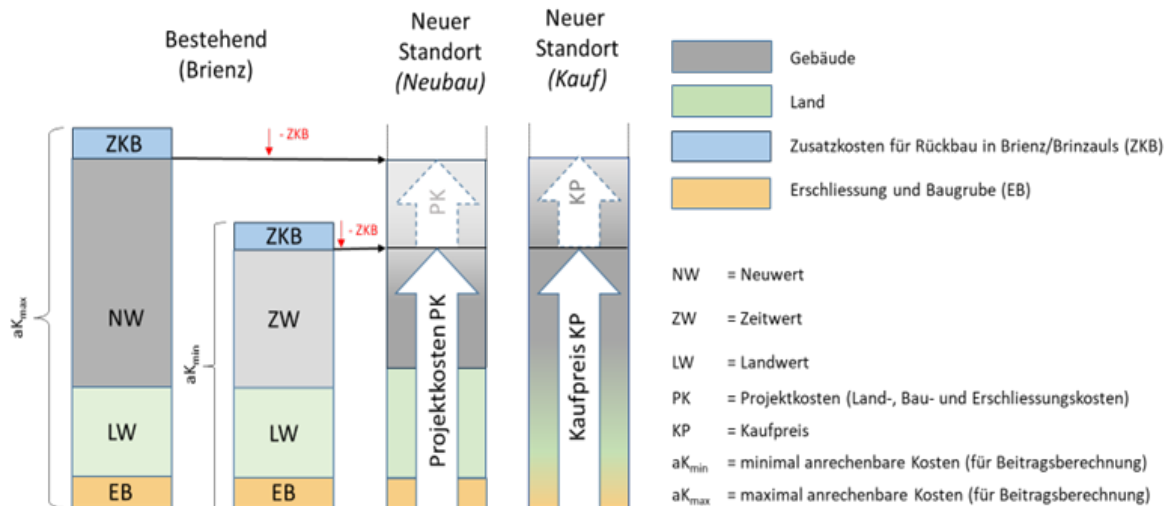 Bestehend
(Brienz)
Neuer
Standort
(Neubau)
Neuer
Standort
(Kauf)
ZKB
- ZKB
NW
LW
EB
aKmax
ZKB
- ZKB
ZW
LW
EB
aKmin
PK
Projektkosten PK
KP
Kaufpreis KP
Gebäude
Land
Zusatzkosten für Rückbau in Brienz/Brinzauls (ZKB)
Erschliessung und Baugrube (EB)
NW = Neuwert
ZW = Zeitwert
LW = Landwert
PK = Projektkosten (Land-, Bau- und Erschliessungskosten)
KP = Kaufpreis
aKmin = minimal anrechenbare Kosten (für Beitragsberechnung)
aKmax = maximal anrechenbare Kosten (für Beitragsberechnung)